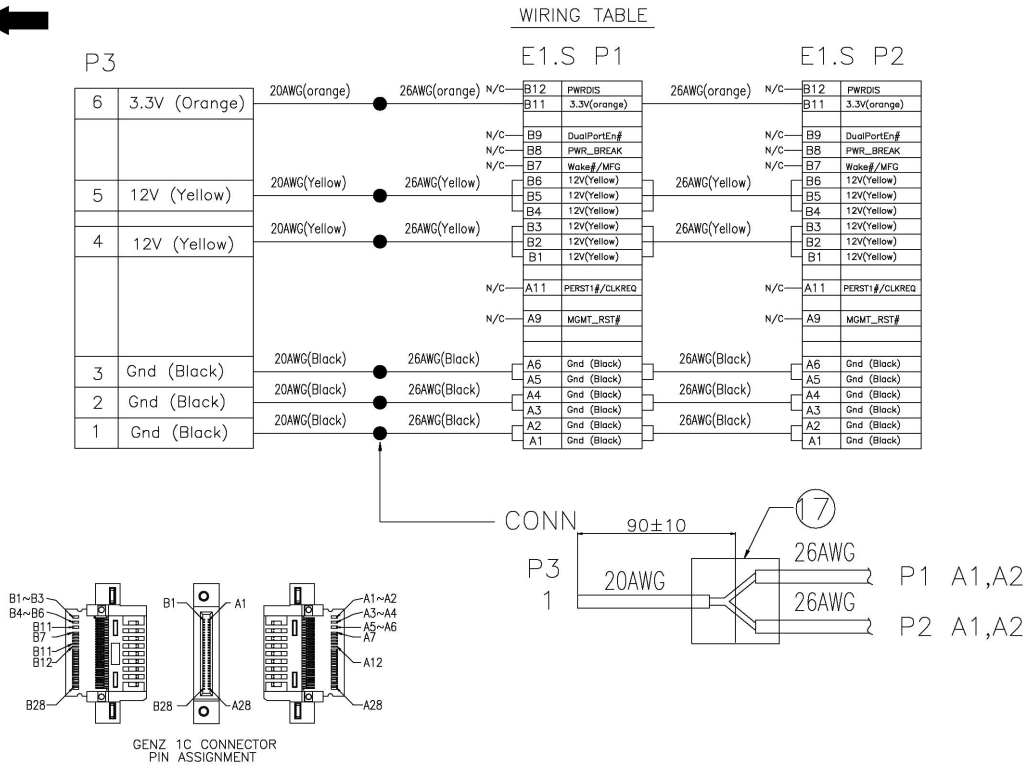 WIRING TABLE
P3
E1.S P1
E1.S P2
6 3.3V (Orange) 20AWG(orange) 26AWG(orange) N/C B12 PWRDIS 26AWG(orange) N/C B12 PWRDIS
B11 3.3V(orange) B11 3.3V(orange)
N/C B9 DualPortEn# N/C B9 DualPortEn#
N/C B8 PWR_BREAK N/C B8 PWR_BREAK
N/C B7 Wake#/MFG N/C B7 Wake#/MFG
5 12V (Yellow) 20AWG(Yellow) 26AWG(Yellow) B6 12V(Yellow) 26AWG(Yellow) B6 12V(Yellow)
B5 12V(Yellow) B5 12V(Yellow)
B4 12V(Yellow) B4 12V(Yellow)
4 12V (Yellow) 20AWG(Yellow) 26AWG(Yellow) B3 12V(Yellow) 26AWG(Yellow) B3 12V(Yellow)
B2 12V(Yellow) B2 12V(Yellow)
B1 12V(Yellow) B1 12V(Yellow)
N/C A11 PERST1#/CLKREQ N/C A11 PERST1#/CLKREQ
N/C A9 MGMT_RST# N/C A9 MGMT_RST#
3 Gnd (Black) 20AWG(Black) 26AWG(Black) A6 Gnd (Black) 26AWG(Black) A6 Gnd (Black)
A5 Gnd (Black) A5 Gnd (Black)
2 Gnd (Black) 20AWG(Black) 26AWG(Black) A4 Gnd (Black) 26AWG(Black) A4 Gnd (Black)
A3 Gnd (Black) A3 Gnd (Black)
1 Gnd (Black) 20AWG(Black) 26AWG(Black) A2 Gnd (Black) 26AWG(Black) A2 Gnd (Black)
A1 Gnd (Black) A1 Gnd (Black)
CONN
90±10
17
P3
1
20AWG
26AWG
P1 A1,A2
26AWG
P2 A1,A2
B1~B3
B4~B6
B11
B7
B11
B12
B28
B1
A1
B28
A28
A1~A2
A3~A4
A5~A6
A7
A12
A28
GENZ 1C CONNECTOR
PIN ASSIGNMENT